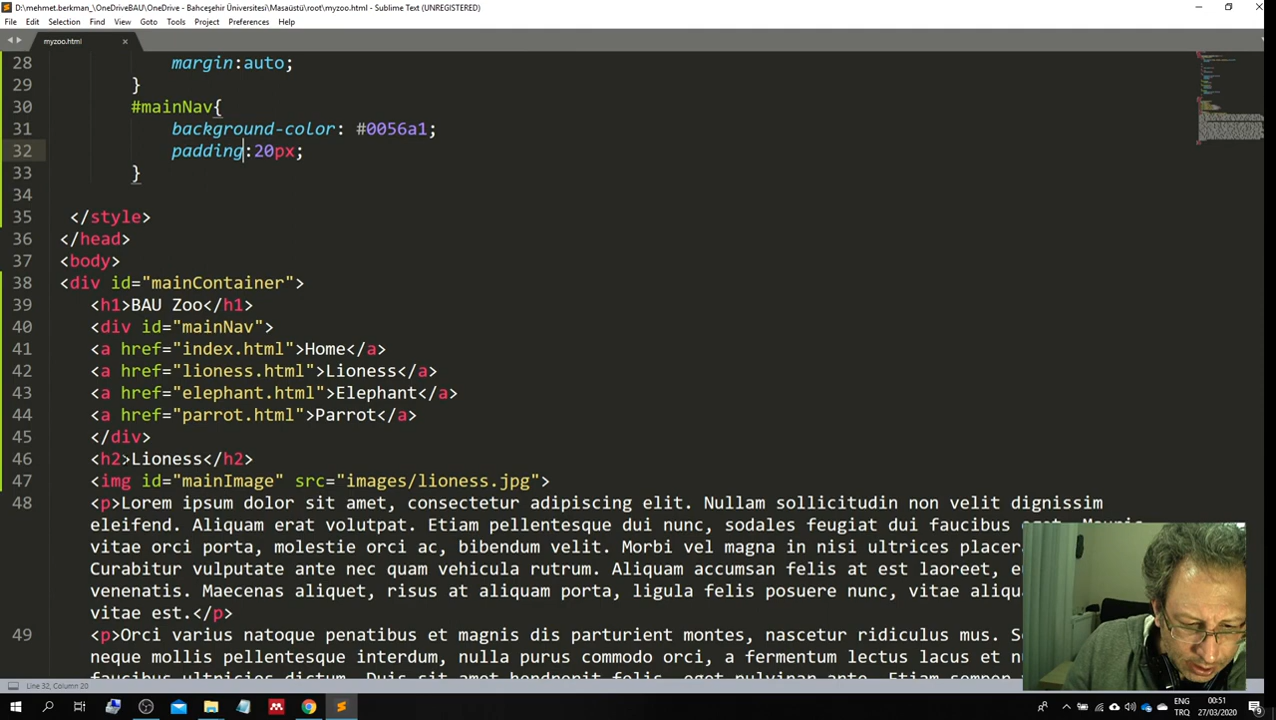 D:\mehmet.berkman_\OneDriveBAU\OneDrive - Bahçeşehir Üniversitesi\Masaüstü\root\myzoo.html - Sublime Text (UNREGISTERED)
File Edit Selection Find View Goto Tools Project Preferences Help
myzoo.html
28 margin:auto;
29 }
30 #mainNav{
31 background-color: #0056a1;
32 padding:20px;
33 }
34
35 </style>
36 </head>
37 <body>
38 <div id="mainContainer">
39 <h1>BAU Zoo</h1>
40 <div id="mainNav">
41 <a href="index.html">Home</a>
42 <a href="lioness.html">Lioness</a>
43 <a href="elephant.html">Elephant</a>
44 <a href="parrot.html">Parrot</a>
45 </div>
46 <h2>Lioness</h2>
47 <img id="mainImage" src="images/lioness.jpg">
48 <p>Lorem ipsum dolor sit amet, consectetur adipiscing elit. Nullam sollicitudin non velit dignissim
eleifend. Aliquam erat volutpat. Etiam pellentesque dui nunc, sodales feugiat dui faucibus
vitae orci porta, molestie orci ac, bibendum velit. Morbi vel magna in nisi ultrices
Curabitur vulputate ante nec quam vehicula rutrum. Aliquam accumsan felis at est laoreet,
venenatis. Maecenas aliquet, risus at aliquam porta, ligula felis posuere nunc, vitae
vitae est.</p>
49 <p>Orci varius natoque penatibus et magnis dis parturient montes, nascetur ridiculus mus.
neque mollis pellentesque interdum, nulla purus commodo orci, a fermentum lectus lacus et
Line 32, Column 20
ENG
TRQ
00:51
27/03/2020